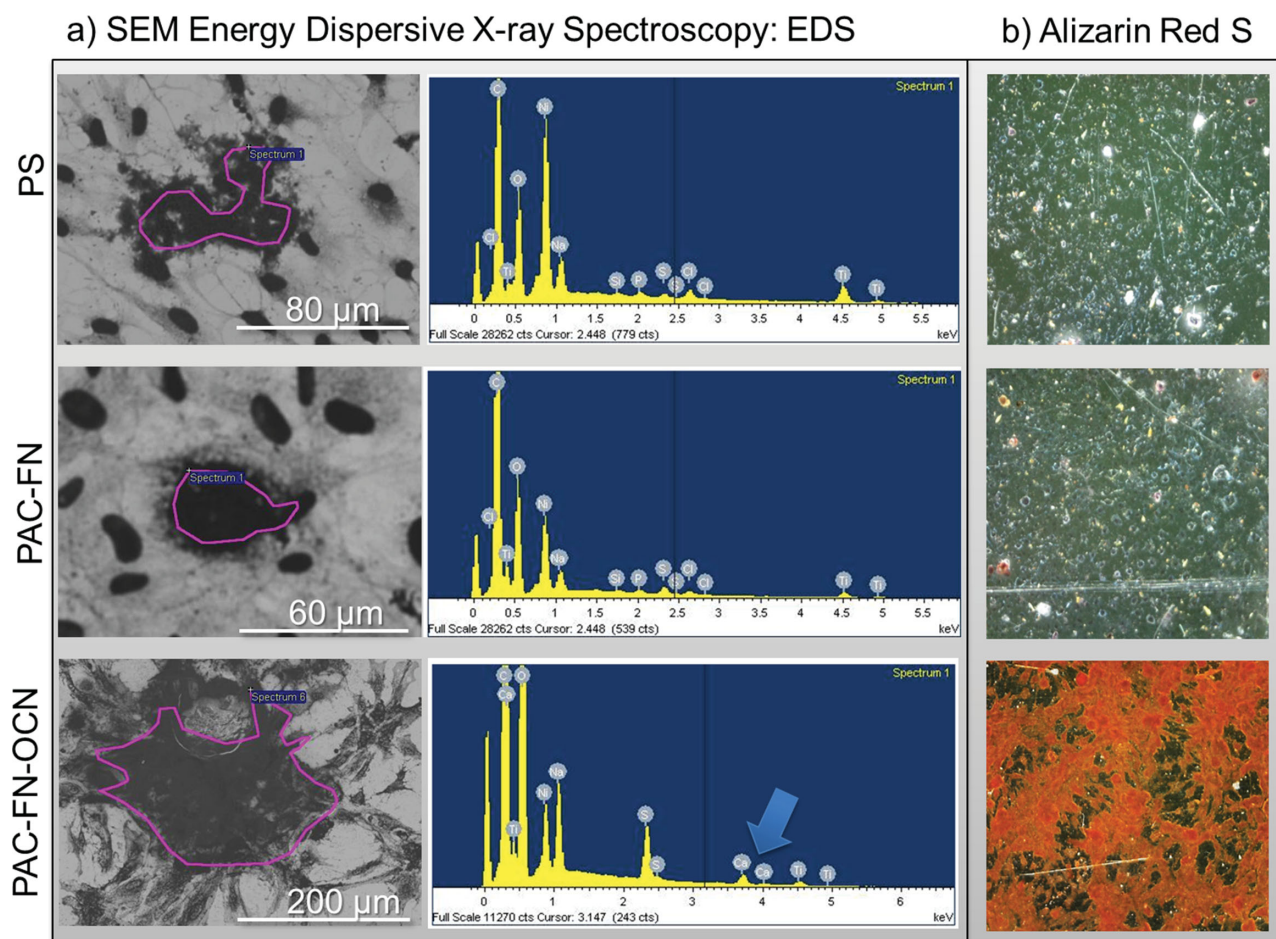 a) SEM Energy Dispersive X-ray Spectroscopy: EDS
b) Alizarin Red S
PS
Spectrum 1
80 µm
Spectrum 1
C
Ni
O
Cl
Na
Ti
Si
P
S
Cl
S
Cl
Ti
Ti
0 0.5 1 1.5 2 2.5 3 3.5 4 4.5 5 5.5
Full Scale 28262 cts Cursor: 2.448 (779 cts)
keV
PAC-FN
Spectrum 1
60 µm
Spectrum 1
C
O
Ni
Cl
Ti
Na
Si
P
S
Cl
S
Cl
Ti
Ti
0 0.5 1 1.5 2 2.5 3 3.5 4 4.5 5 5.5
Full Scale 28262 cts Cursor: 2.448 (539 cts)
keV
PAC-FN-OCN
Spectrum 6
200 µm
Spectrum 1
C
O
Ca
Ni
Na
Ti
S
S
Ca
Ca
Ti
Ti
0 1 2 3 4 5 6
Full Scale 11270 cts Cursor: 3.147 (243 cts)
keV